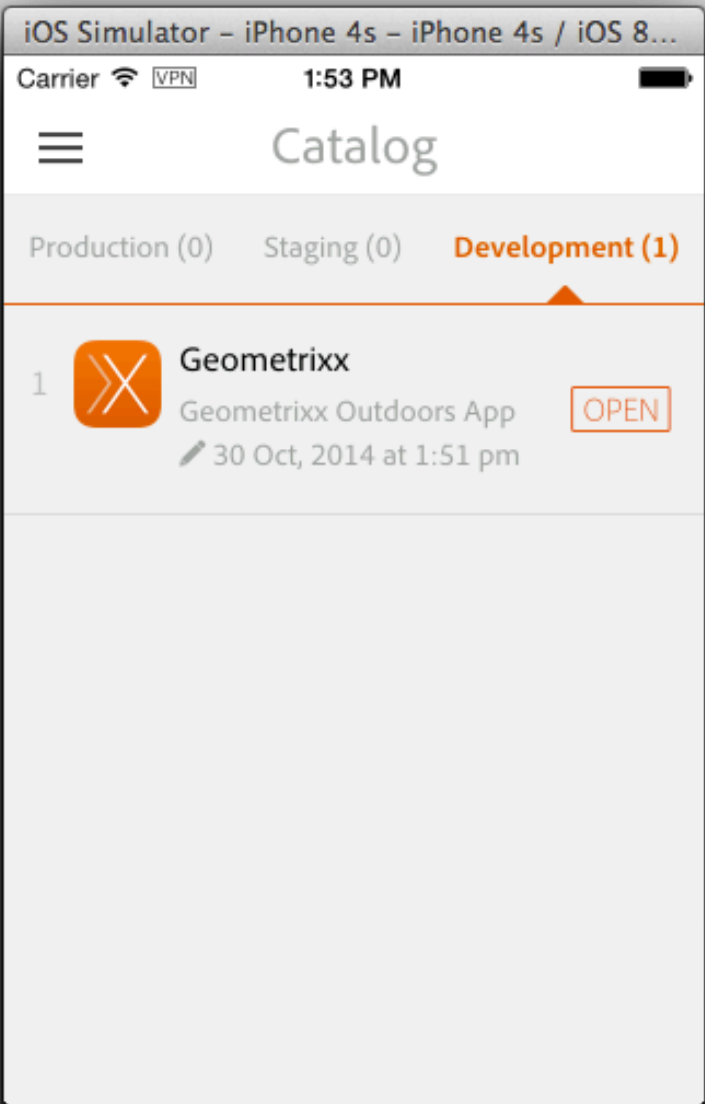 iOS Simulator – iPhone 4s – iPhone 4s / iOS 8...
Carrier VPN 1:53 PM
Catalog
Production (0) Staging (0) Development (1)
1 Geometrixx
Geometrixx Outdoors App OPEN
30 Oct, 2014 at 1:51 pm